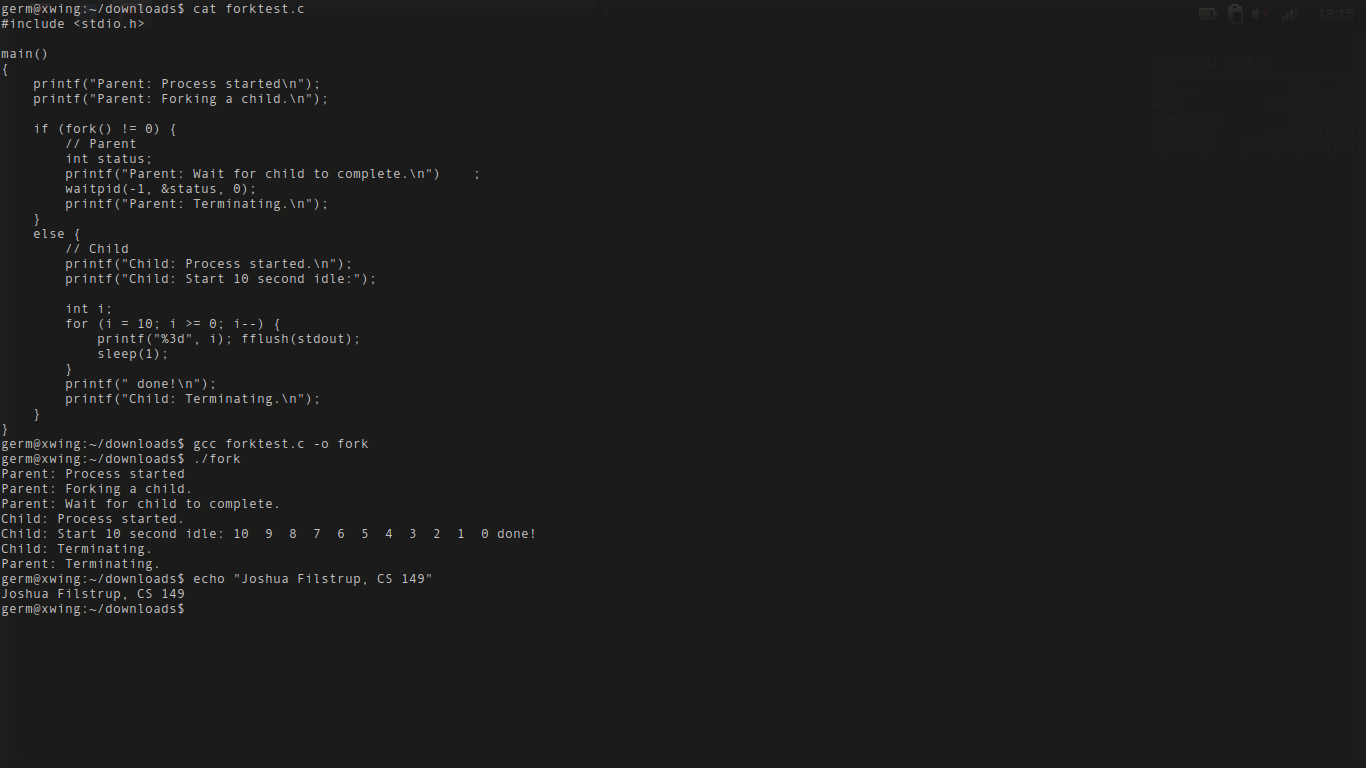 germ@xwing:~/downloads$ cat forktest.c
#include <stdio.h>

main()
{
    printf("Parent: Process started\n");
    printf("Parent: Forking a child.\n");

    if (fork() != 0) {
        // Parent
        int status;
        printf("Parent: Wait for child to complete.\n")    ;
        waitpid(-1, &status, 0);
        printf("Parent: Terminating.\n");
    }
    else {
        // Child
        printf("Child: Process started.\n");
        printf("Child: Start 10 second idle:");

        int i;
        for (i = 10; i >= 0; i--) {
            printf("%3d", i); fflush(stdout);
            sleep(1);
        }
        printf(" done!\n");
        printf("Child: Terminating.\n");
    }
}
germ@xwing:~/downloads$ gcc forktest.c -o fork
germ@xwing:~/downloads$ ./fork
Parent: Process started
Parent: Forking a child.
Parent: Wait for child to complete.
Child: Process started.
Child: Start 10 second idle: 10  9  8  7  6  5  4  3  2  1  0 done!
Child: Terminating.
Parent: Terminating.
germ@xwing:~/downloads$ echo "Joshua Filstrup, CS 149"
Joshua Filstrup, CS 149
germ@xwing:~/downloads$
18:15